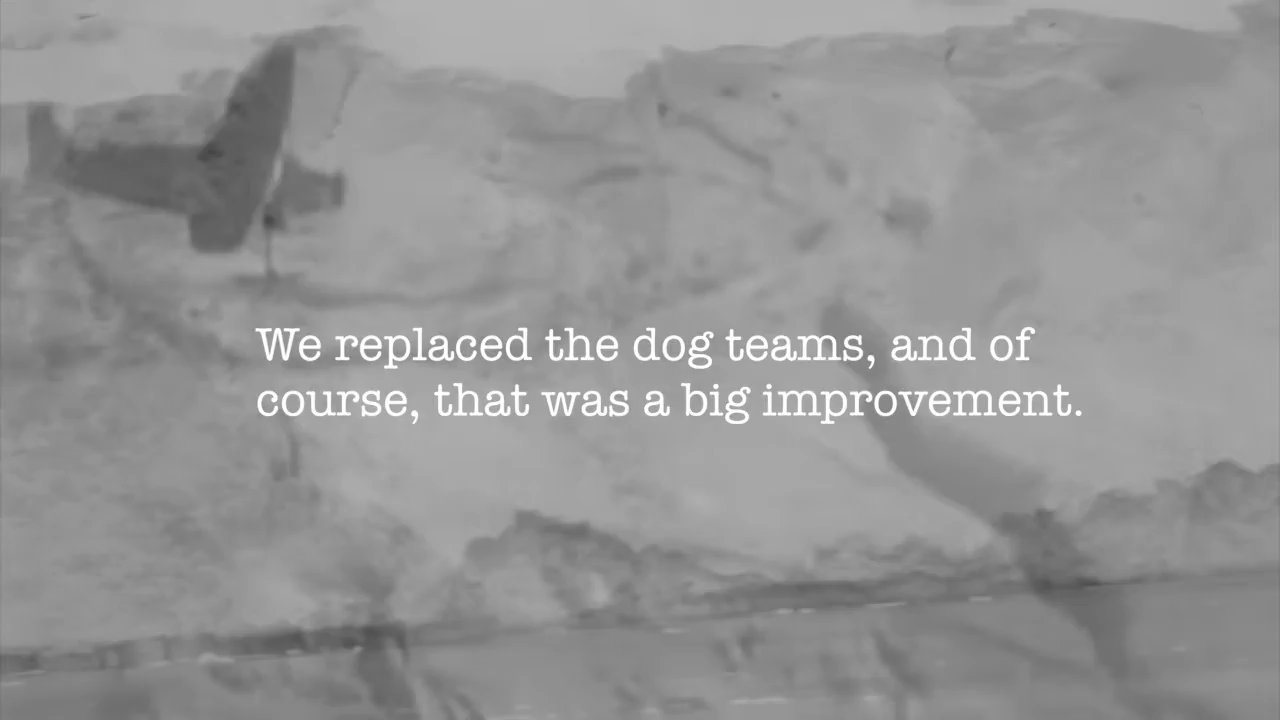 We replaced the dog teams, and of
course, that was a big improvement.